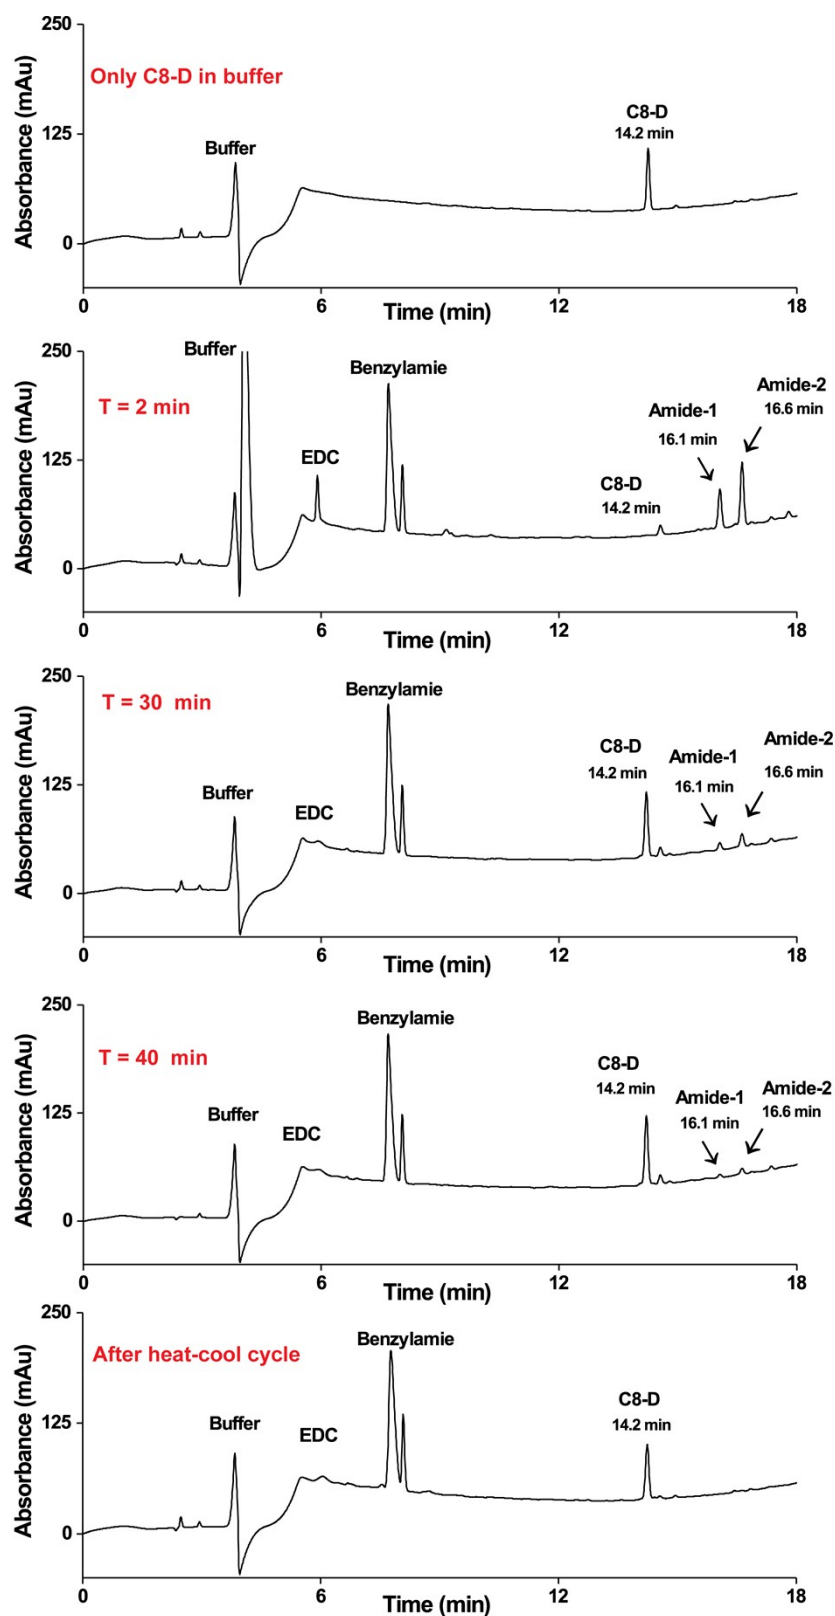 250
Absorbance (mAu)
125
0
Only C8-D in buffer
Buffer
C8-D
14.2 min
0
6
12
18
Time (min)
250
Absorbance (mAu)
125
0
T = 2 min
Buffer
EDC
Benzylamie
C8-D
14.2 min
Amide-1
16.1 min
Amide-2
16.6 min
0
6
12
18
Time (min)
250
Absorbance (mAu)
125
0
T = 30 min
Buffer
EDC
Benzylamie
C8-D
14.2 min
Amide-1
16.1 min
Amide-2
16.6 min
0
6
12
18
Time (min)
250
Absorbance (mAu)
125
0
T = 40 min
Buffer
EDC
Benzylamie
C8-D
14.2 min
Amide-1
16.1 min
Amide-2
16.6 min
0
6
12
18
Time (min)
250
Absorbance (mAu)
125
0
After heat-cool cycle
Buffer
EDC
Benzylamie
C8-D
14.2 min
0
6
12
18
Time (min)